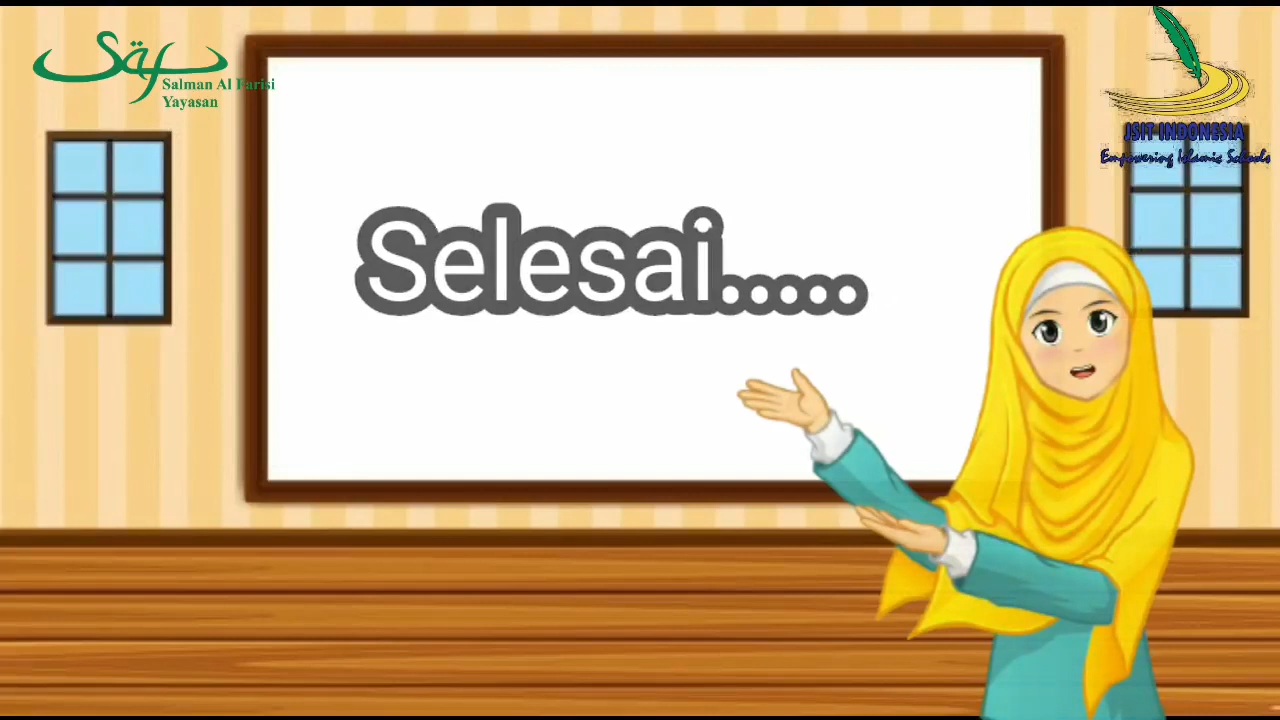 Salman Al Farisi
Yayasan
JSIT INDONESIA
Empowering Islamic Schools
Selesai.....